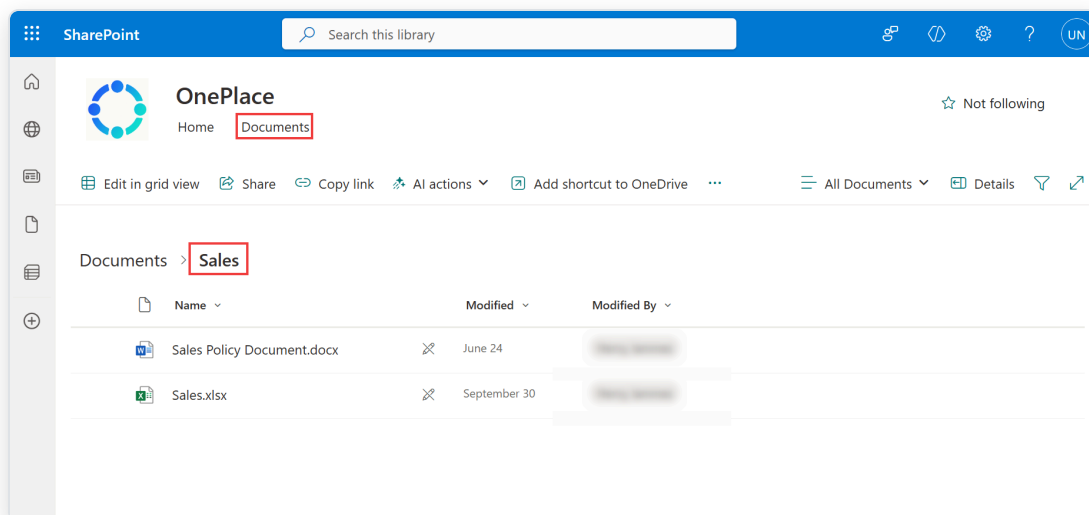 SharePoint
Search this library
UN
OnePlace
Home Documents
Not following
Edit in grid view Share Copy link AI actions Add shortcut to OneDrive ... All Documents Details
Documents > Sales
Name Modified Modified By
Sales Policy Document.docx June 24
Sales.xlsx September 30